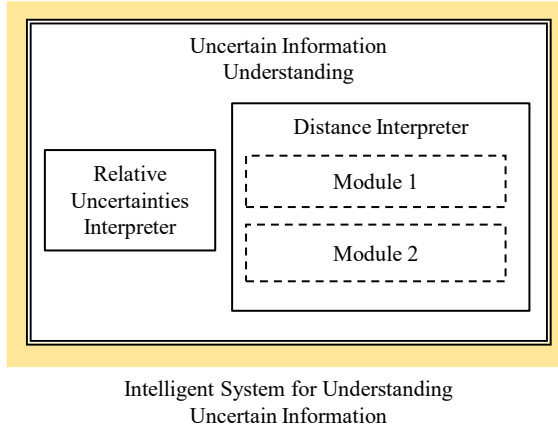 Uncertain Information
Understanding
Distance Interpreter
Relative
Uncertainties
Interpreter
Module 1
Module 2
Intelligent System for Understanding
Uncertain Information